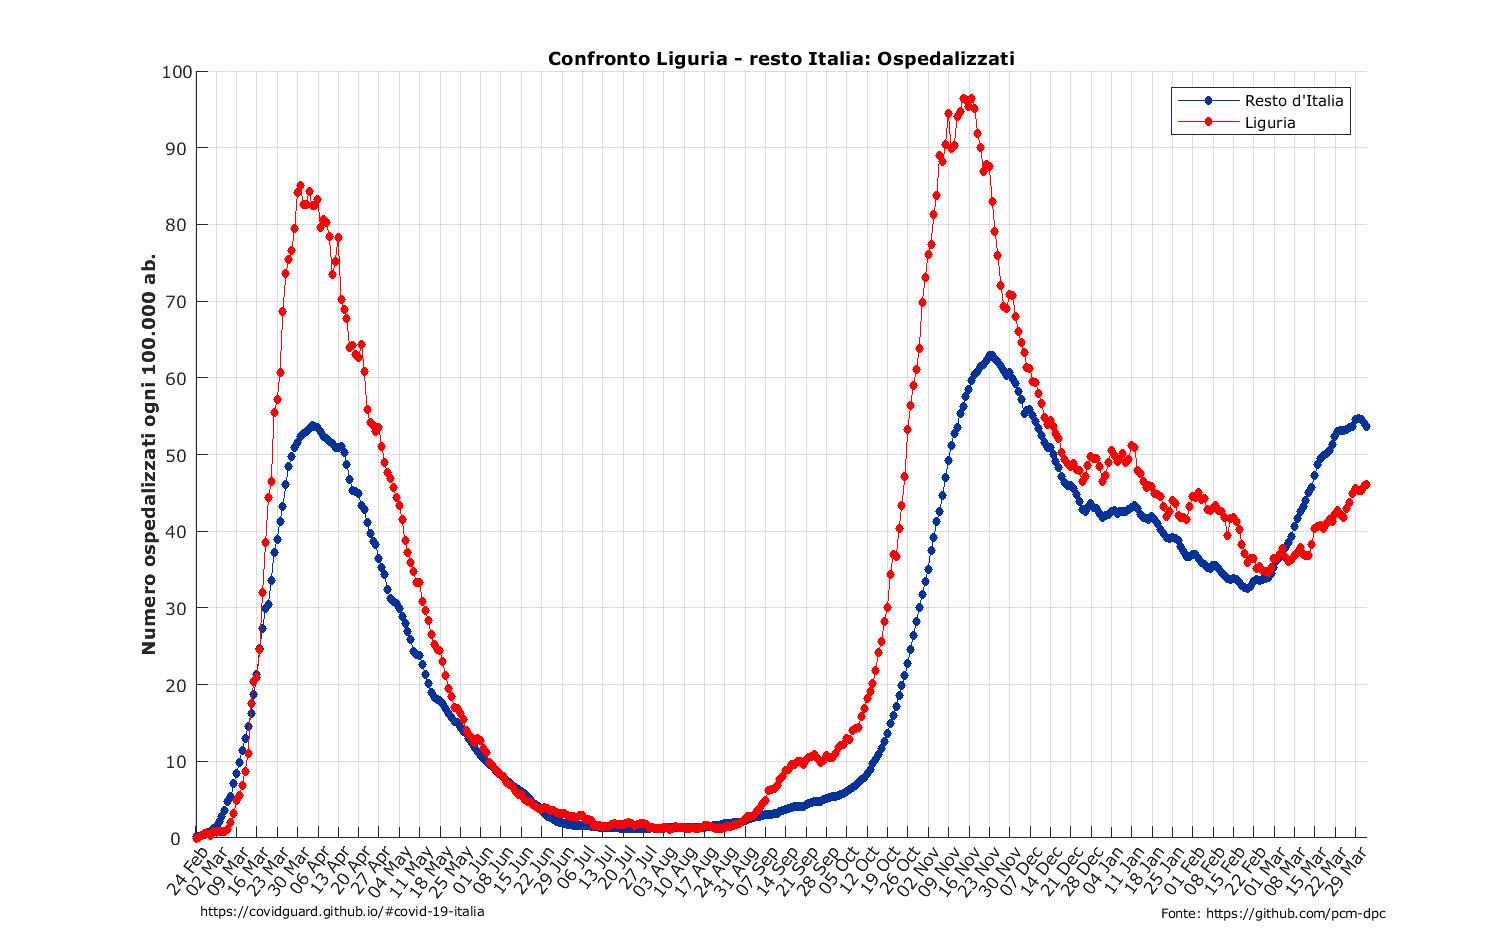 Confronto Liguria - resto Italia: Ospedalizzati
Resto d'Italia
Liguria
Numero ospedalizzati ogni 100.000 ab.
100
90
80
70
60
50
40
30
20
10
0
24 Feb
02 Mar
09 Mar
16 Mar
23 Mar
30 Mar
06 Apr
13 Apr
20 Apr
27 Apr
04 May
11 May
18 May
25 May
01 Jun
08 Jun
15 Jun
22 Jun
29 Jun
06 Jul
13 Jul
20 Jul
27 Jul
03 Aug
10 Aug
17 Aug
24 Aug
31 Aug
07 Sep
14 Sep
21 Sep
28 Sep
05 Oct
12 Oct
19 Oct
26 Oct
02 Nov
09 Nov
16 Nov
23 Nov
30 Nov
07 Dec
14 Dec
21 Dec
28 Dec
04 Jan
11 Jan
18 Jan
25 Jan
01 Feb
08 Feb
15 Feb
22 Feb
01 Mar
08 Mar
15 Mar
22 Mar
29 Mar
https://covidguard.github.io/#covid-19-italia
Fonte: https://github.com/pcm-dpc